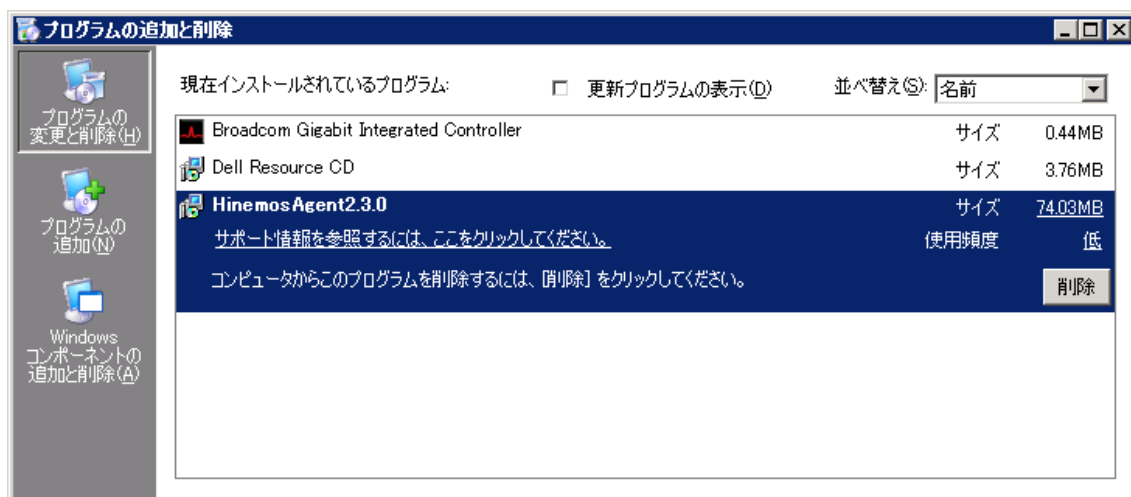 プログラムの追加と削除
プログラムの
変更と削除(H)
プログラムの
追加(N)
Windows
コンポーネントの
追加と削除(A)
現在インストールされているプログラム:
更新プログラムの表示(D)
並べ替え(S):
名前
Broadcom Gigabit Integrated Controller サイズ 0.44MB
Dell Resource CD サイズ 3.76MB
HinemosAgent2.3.0 サイズ 74.03MB
サポート情報を参照するには、ここをクリックしてください。 使用頻度 低
コンピュータからこのプログラムを削除するには、[削除] をクリックしてください。 削除